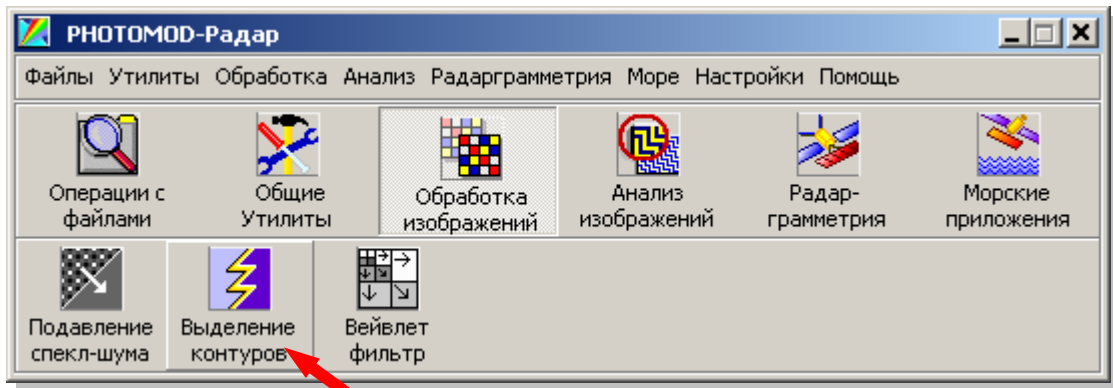 PHOTOMOD-Радар
Файлы Утилиты Обработка Анализ Радарграмметрия Море Настройки Помощь
Операции с файлами
Общие Утилиты
Обработка изображений
Анализ изображений
Радар-грамметрия
Морские приложения
Подавление спекл-шума
Выделение контуров
Вейвлет фильтр